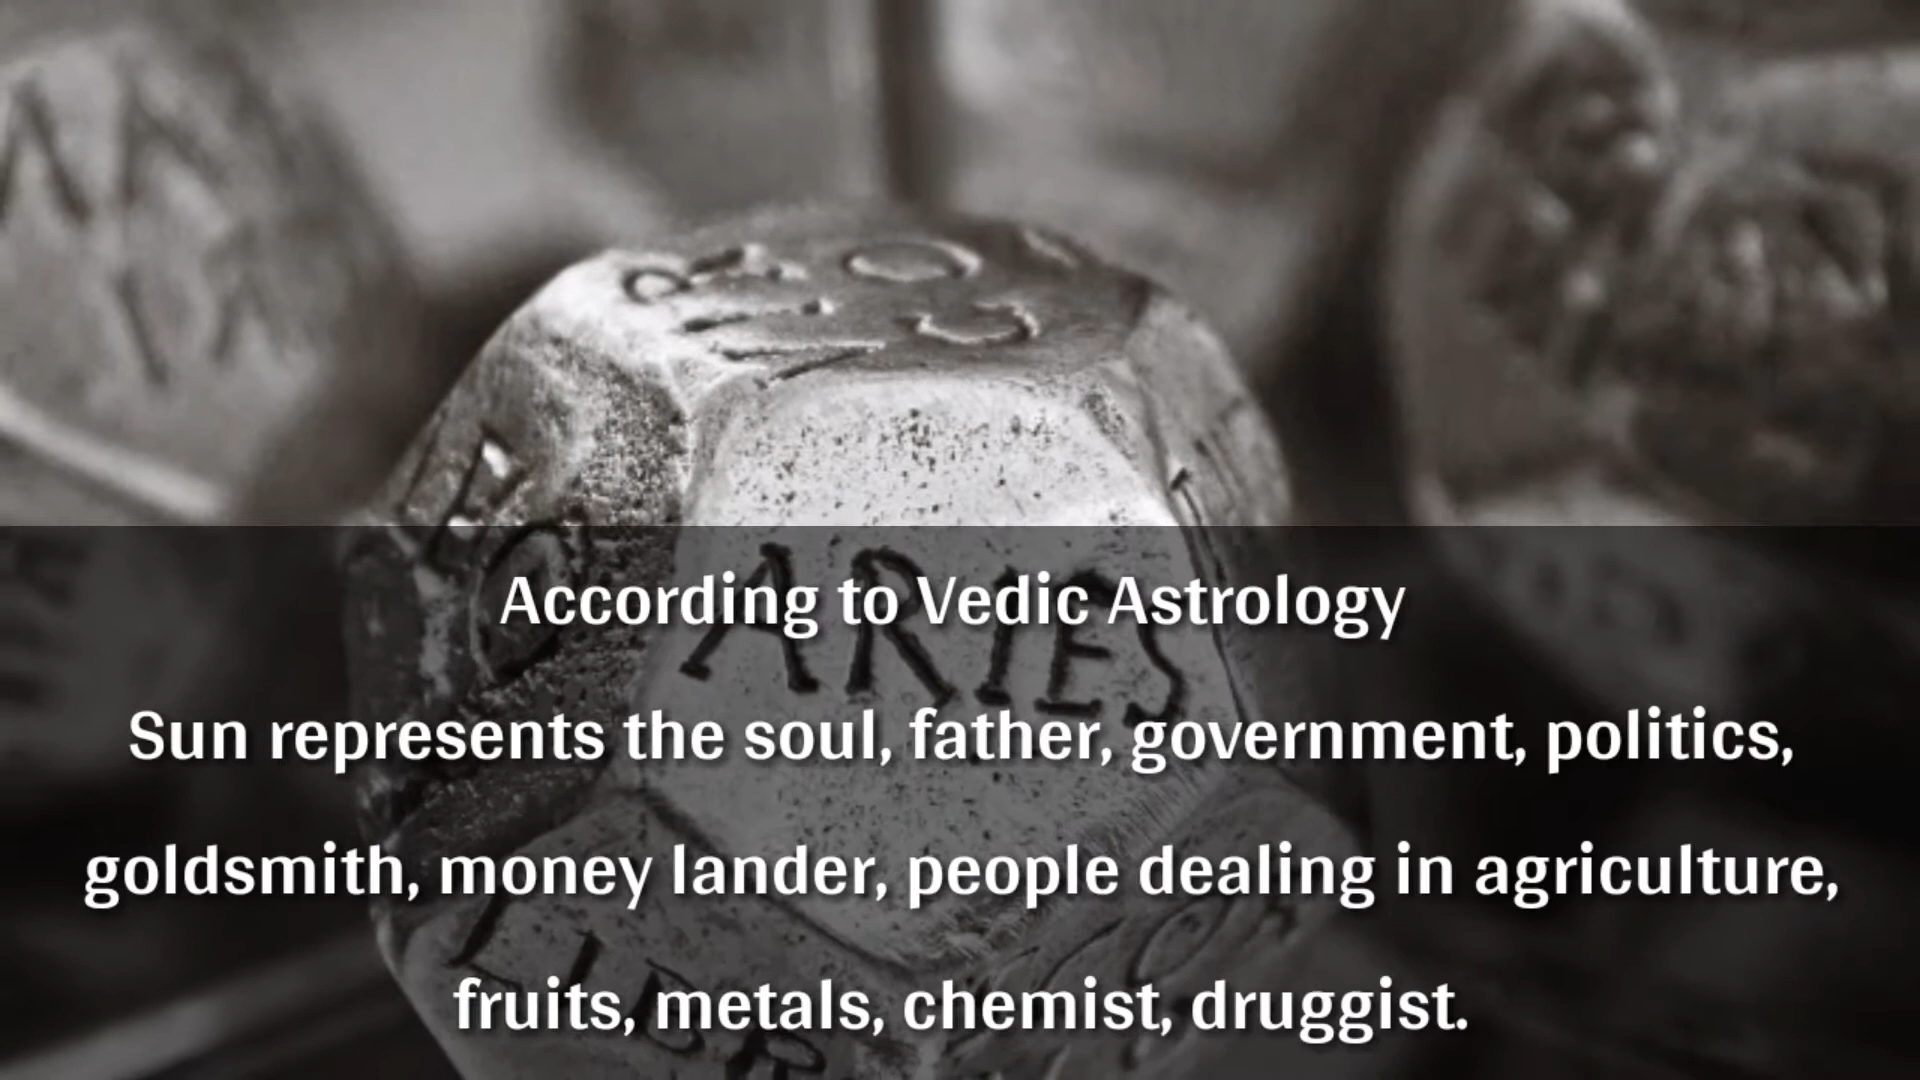 ARIES
According to Vedic Astrology
Sun represents the soul, father, government, politics,
goldsmith, money lander, people dealing in agriculture,
fruits, metals, chemist, druggist.